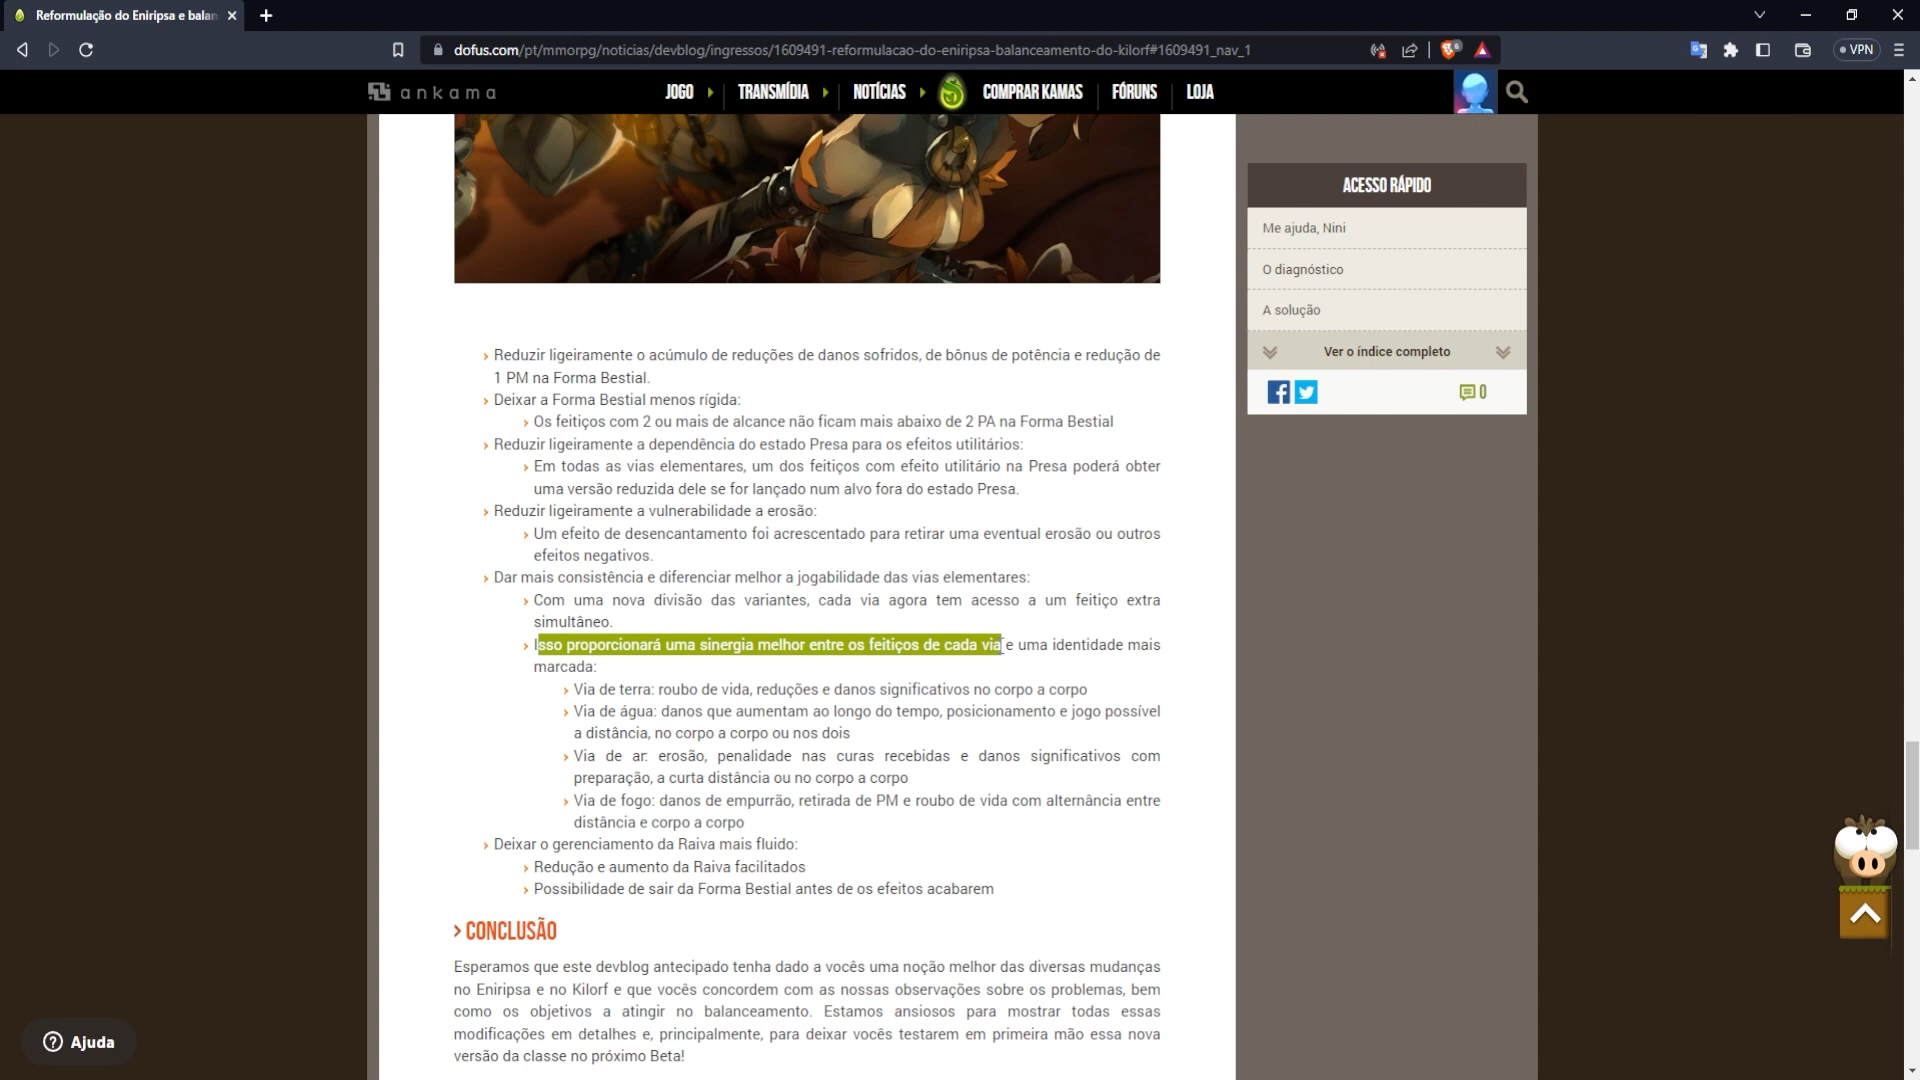 Reformulação do Eniripsa e balan
dofus.com/pt/mmorpg/noticias/devblog/ingressos/1609491-reformulacao-do-eniripsa-balanceamento-do-kilorf#1609491_nav_1
VPN
ankama
JOGO
TRANSMÍDIA
NOTÍCIAS
COMPRAR KAMAS
FÓRUNS
LOJA
Reduzir ligeiramente o acúmulo de reduções de danos sofridos, de bônus de potência e redução de
1 PM na Forma Bestial.
Deixar a Forma Bestial menos rígida:
Os feitiços com 2 ou mais de alcance não ficam mais abaixo de 2 PA na Forma Bestial
Reduzir ligeiramente a dependência do estado Presa para os efeitos utilitários:
Em todas as vias elementares, um dos feitiços com efeito utilitário na Presa poderá obter
uma versão reduzida dele se for lançado num alvo fora do estado Presa.
Reduzir ligeiramente a vulnerabilidade a erosão:
Um efeito de desencantamento foi acrescentado para retirar uma eventual erosão ou outros
efeitos negativos.
Dar mais consistência e diferenciar melhor a jogabilidade das vias elementares:
Com uma nova divisão das variantes, cada via agora tem acesso a um feitiço extra
simultâneo.
Isso proporcionará uma sinergia melhor entre os feitiços de cada via e uma identidade mais
marcada:
Via de terra: roubo de vida, reduções e danos significativos no corpo a corpo
Via de água: danos que aumentam ao longo do tempo, posicionamento e jogo possível
a distância, no corpo a corpo ou nos dois
Via de ar: erosão, penalidade nas curas recebidas e danos significativos com
preparação, a curta distância ou no corpo a corpo
Via de fogo: danos de empurrão, retirada de PM e roubo de vida com alternância entre
distância e corpo a corpo
Deixar o gerenciamento da Raiva mais fluido:
Redução e aumento da Raiva facilitados
Possibilidade de sair da Forma Bestial antes de os efeitos acabarem
CONCLUSÃO
Esperamos que este devblog antecipado tenha dado a vocês uma noção melhor das diversas mudanças
no Eniripsa e no Kilorf e que vocês concordem com as nossas observações sobre os problemas, bem
como os objetivos a atingir no balanceamento. Estamos ansiosos para mostrar todas essas
modificações em detalhes e, principalmente, para deixar vocês testarem em primeira mão essa nova
versão da classe no próximo Beta!
ACESSO RÁPIDO
Me ajuda, Nini
O diagnóstico
A solução
Ver o índice completo
0
Ajuda